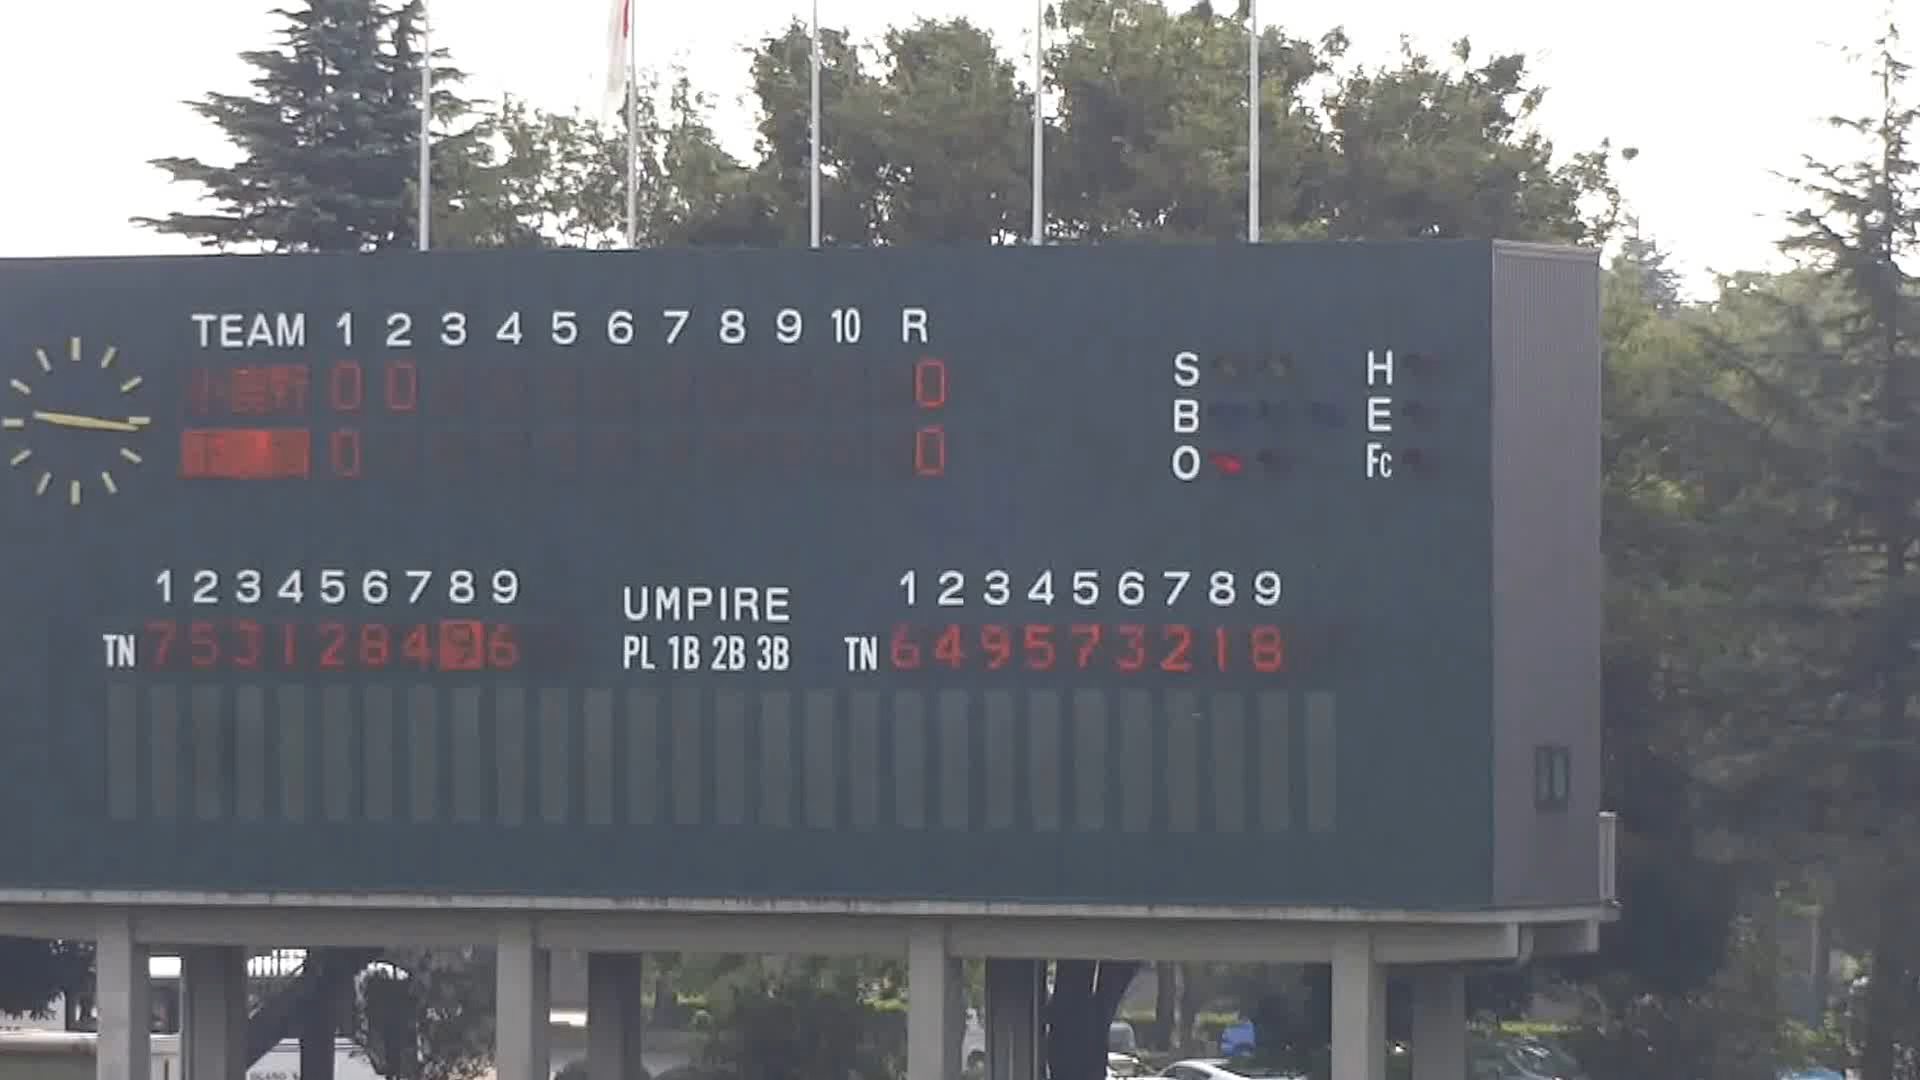 TEAM 1 2 3 4 5 6 7 8 9 10 R
小鹿野 0 0 0
0 0
S H
B E
O Fc
1 2 3 4 5 6 7 8 9
TN 7 5 3 1 2 8 4 9 6
UMPIRE
PL 1B 2B 3B
1 2 3 4 5 6 7 8 9
TN 6 4 9 5 7 3 2 1 8